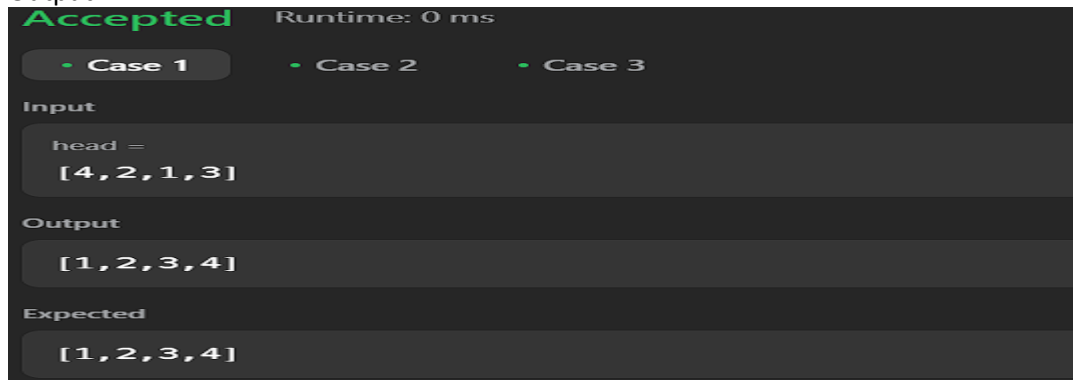 Accepted Runtime: 0 ms
• Case 1 • Case 2 • Case 3
Input
head =
[4,2,1,3]
Output
[1,2,3,4]
Expected
[1,2,3,4]